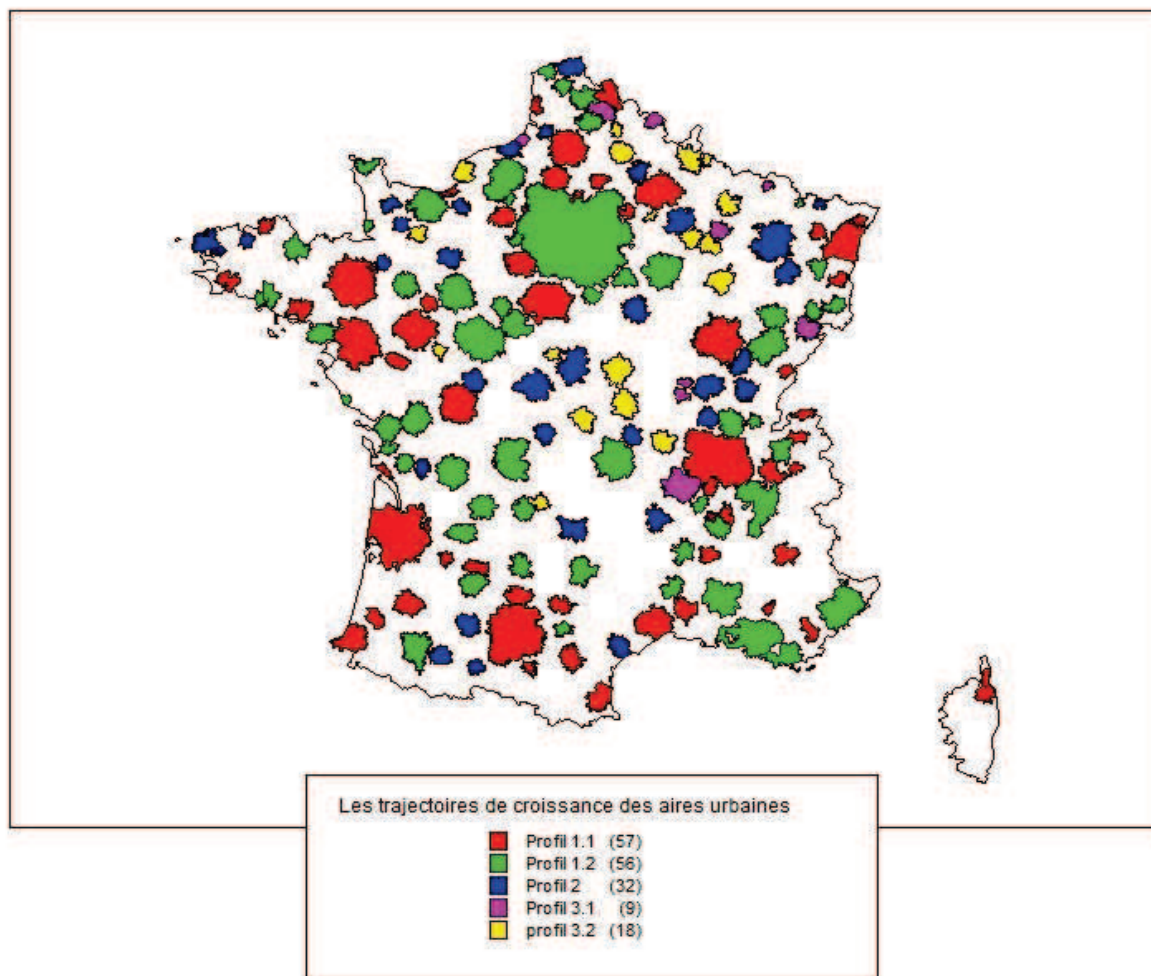 Les trajectoires de croissance des aires urbaines
Profil 1.1 (57)
Profil 1.2 (56)
Profil 2 (32)
Profil 3.1 (9)
profil 3.2 (18)